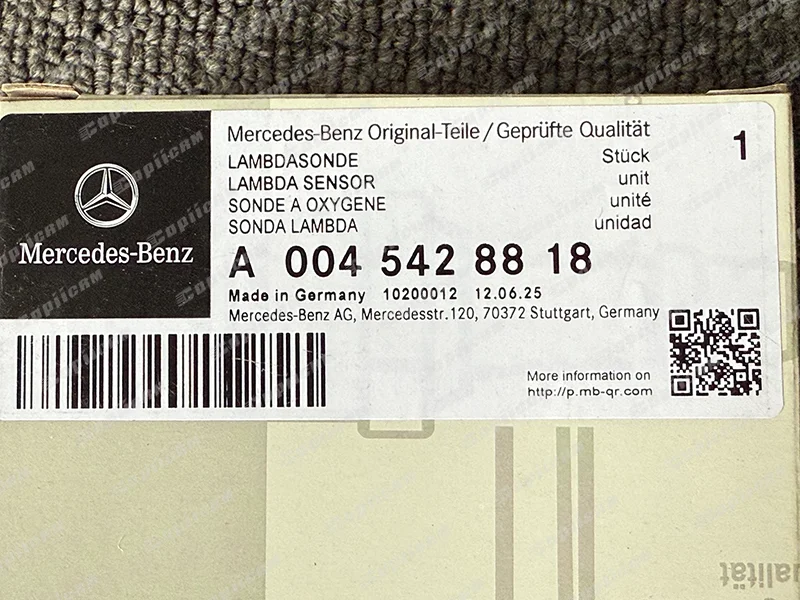 Mercedes-Benz Original-Teile/Geprüfte Qualität
1
LAMBDASONDE Stück
LAMBDA SENSOR unit
SONDE A OXYGENE unité
SONDA LAMBDA unidad
Mercedes-Benz
A 004 542 88 18
Made in Germany 10200012 12.06.25
Mercedes-Benz AG, Mercedesstr.120, 70372 Stuttgart, Germany
More information on
http://p.mb-qr.com
CopiiCAM